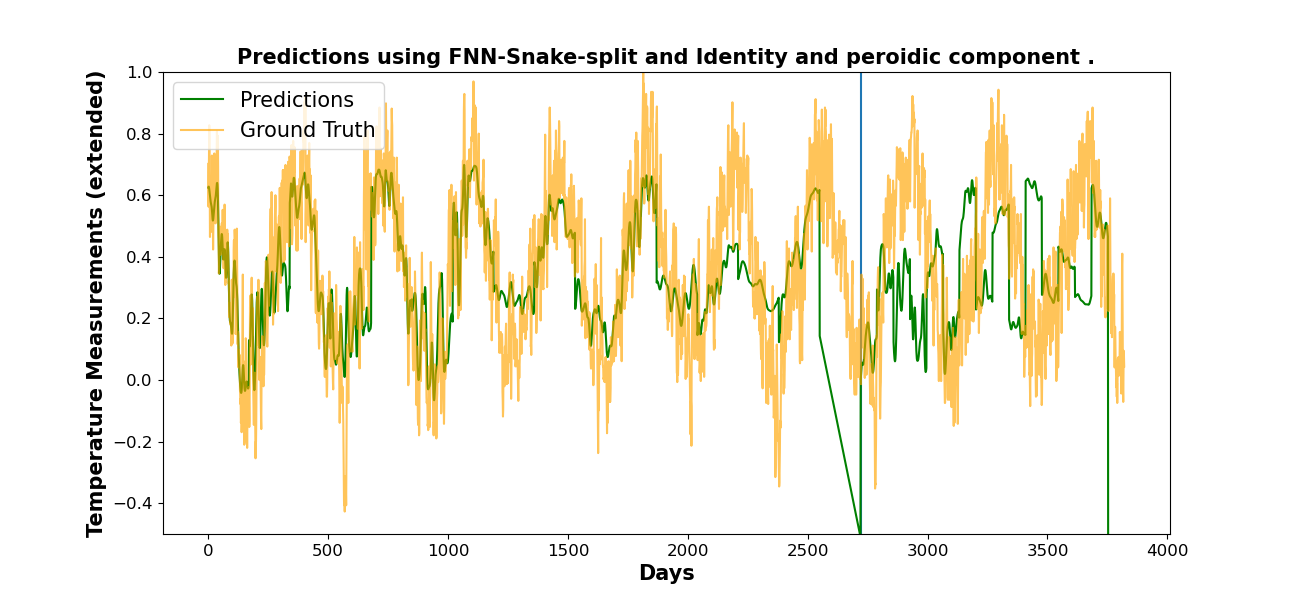 Predictions using FNN-Snake-split and Identity and peroidic component .
Temperature Measurements (extended)
1.0
0.8
0.6
0.4
0.2
0.0
−0.2
−0.4
Predictions
Ground Truth
0 500 1000 1500 2000 2500 3000 3500 4000
Days